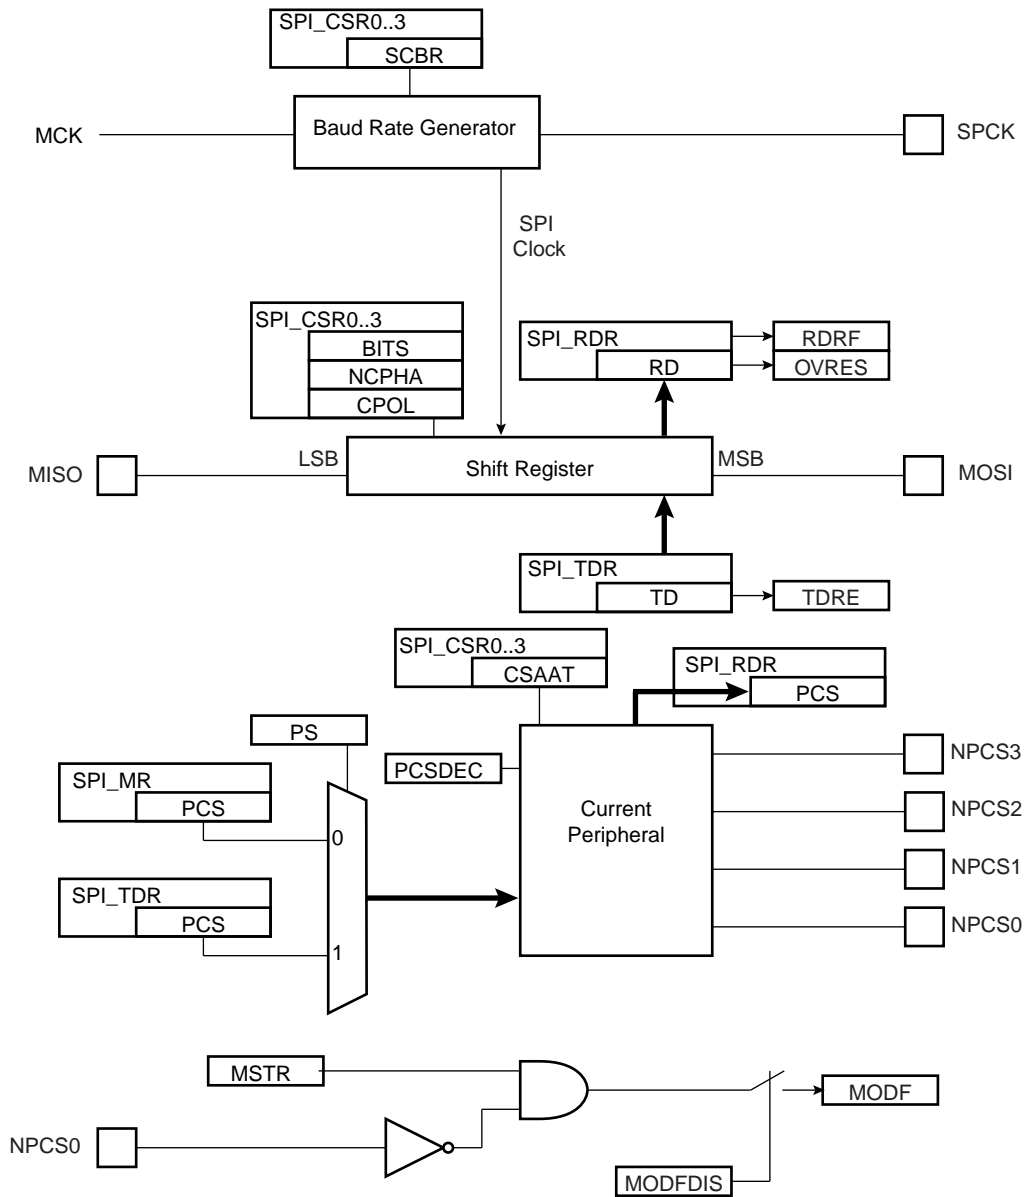 SPI_CSR0..3
SCBR
MCK
Baud Rate Generator
SPCK
SPI
Clock
SPI_CSR0..3
BITS
NCPHA
CPOL
SPI_RDR
RD
RDRF
OVRES
MISO
LSB
Shift Register
MSB
MOSI
SPI_TDR
TD
TDRE
SPI_CSR0..3
CSAAT
SPI_RDR
PCS
PS
PCSDEC
SPI_MR
PCS
0
SPI_TDR
PCS
1
Current
Peripheral
NPCS3
NPCS2
NPCS1
NPCS0
MSTR
MODF
NPCS0
MODFDIS